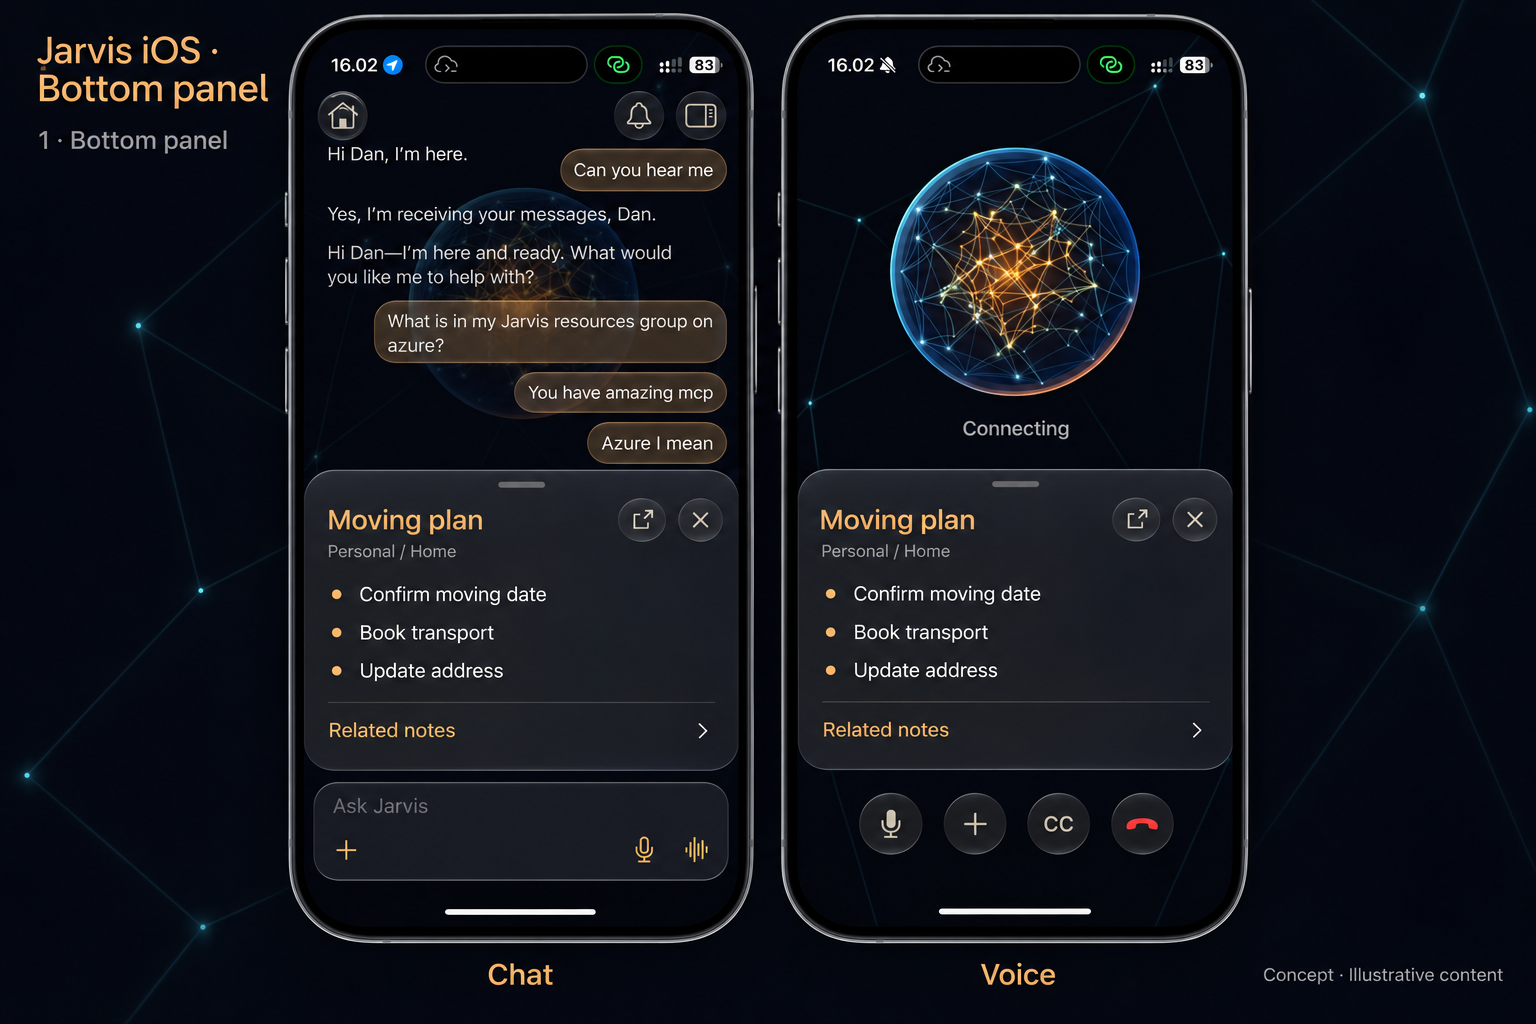 Jarvis iOS ·
Bottom panel
1 · Bottom panel
16.02
83
Hi Dan, I'm here.
Can you hear me
Yes, I'm receiving your messages, Dan.
Hi Dan—I'm here and ready. What would
you like me to help with?
What is in my Jarvis resources group on
azure?
You have amazing mcp
Azure I mean
Moving plan
Personal / Home
Confirm moving date
Book transport
Update address
Related notes
Ask Jarvis
Chat
16.02
83
Connecting
Moving plan
Personal / Home
Confirm moving date
Book transport
Update address
Related notes
CC
Voice
Concept · Illustrative content